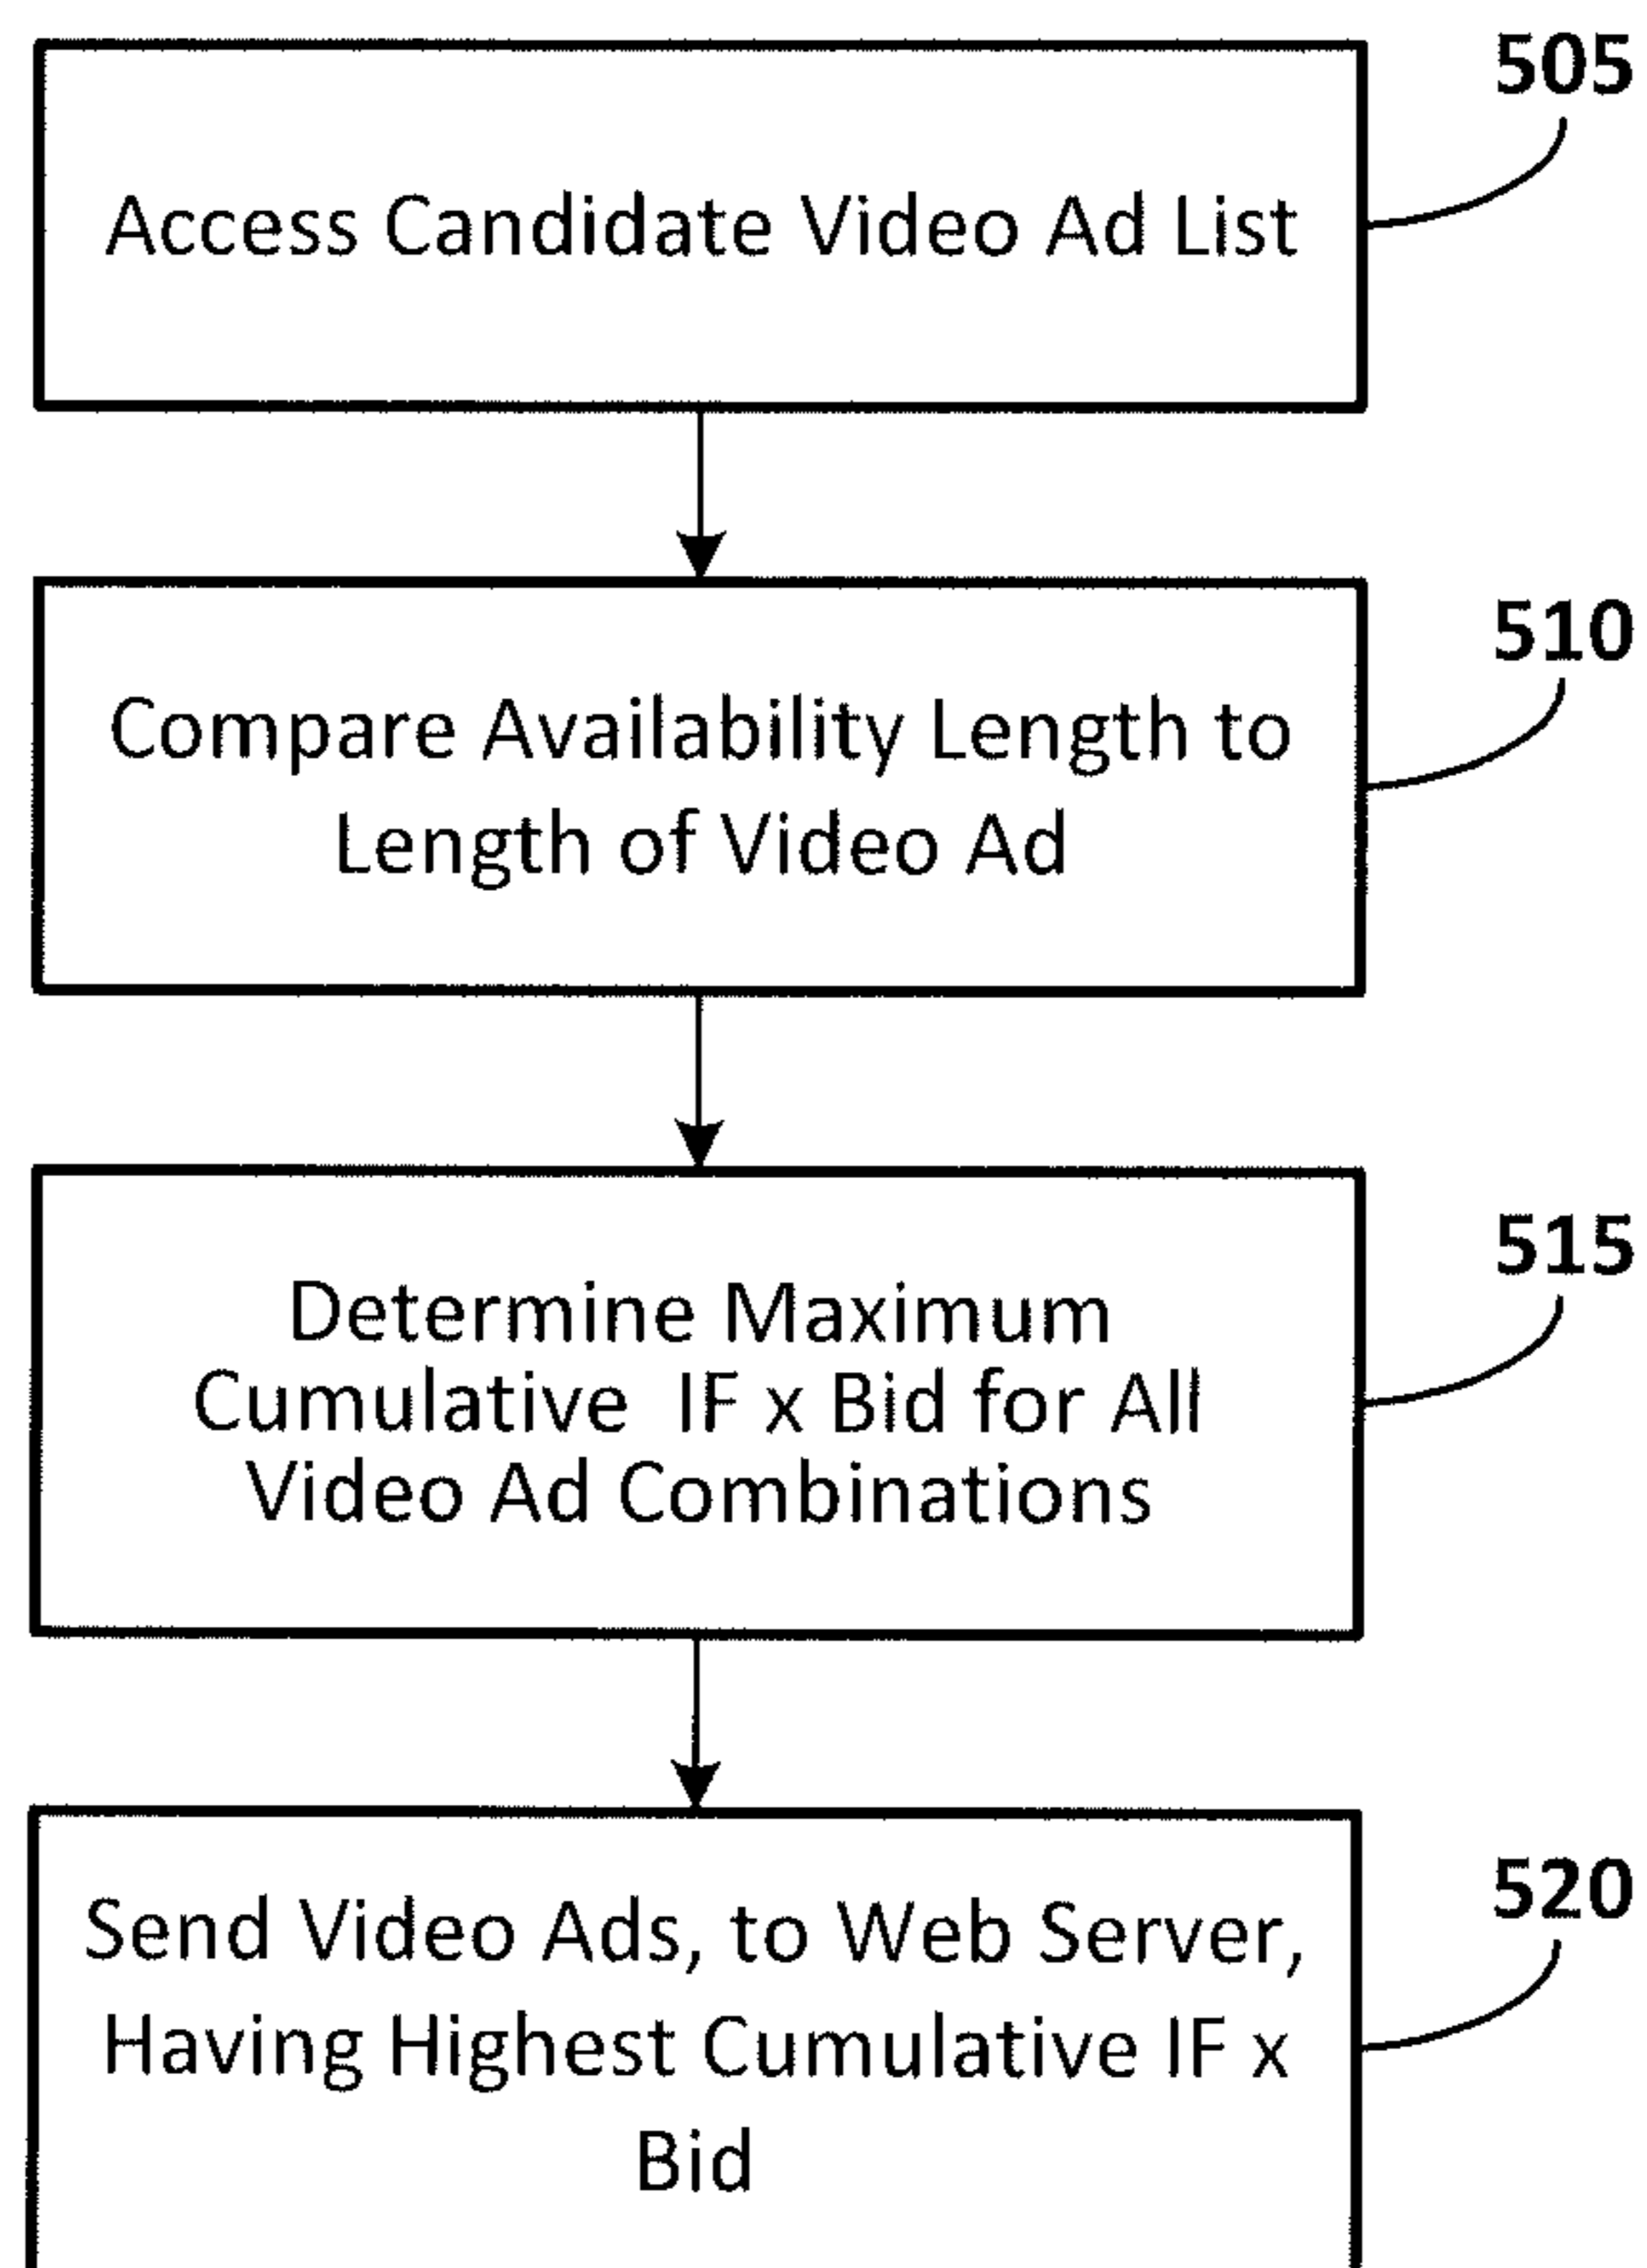 505
Access Candidate Video Ad List
510
Compare Availability Length to
Length of Video Ad
515
Determine Maximum
Cumulative IF x Bid for All
Video Ad Combinations
520
Send Video Ads, to Web Server,
Having Highest Cumulative IF x
Bid